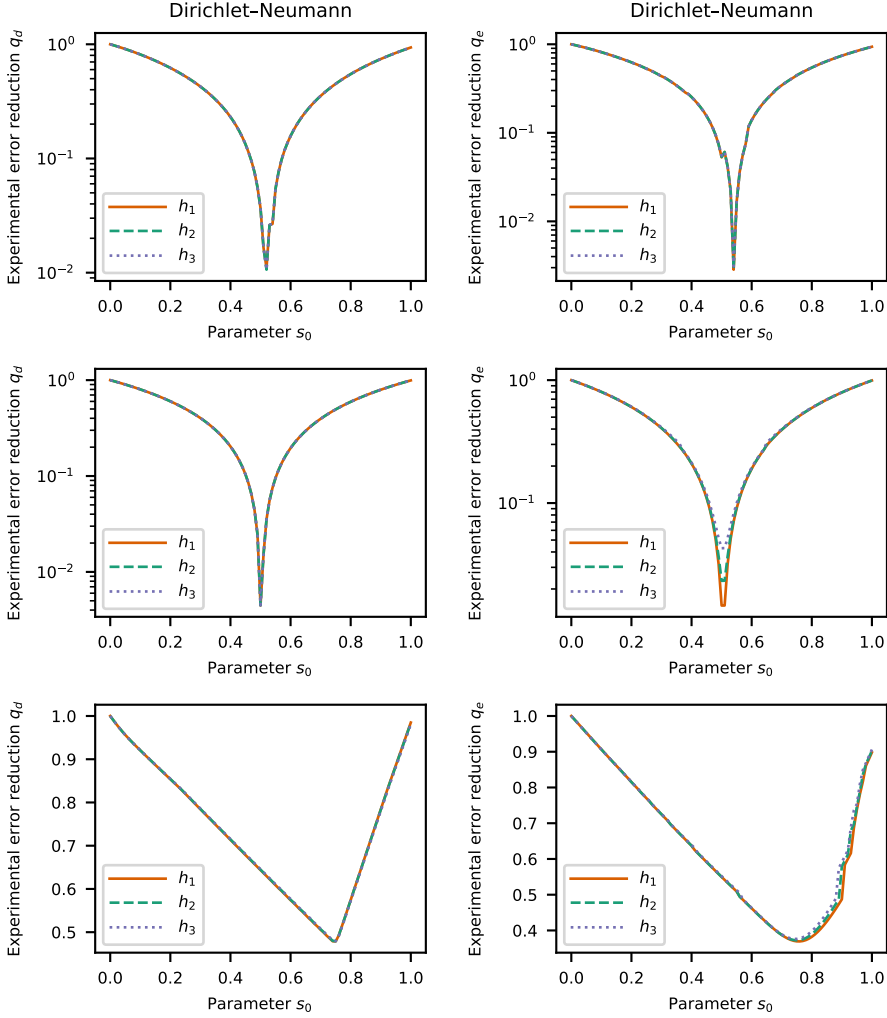 Dirichlet–Neumann
Experimental error reduction q_d
10^0
10^−1
10^−2
h_1
h_2
h_3
0.0 0.2 0.4 0.6 0.8 1.0
Parameter s_0
Dirichlet–Neumann
Experimental error reduction q_e
10^0
10^−1
10^−2
h_1
h_2
h_3
0.0 0.2 0.4 0.6 0.8 1.0
Parameter s_0
Experimental error reduction q_d
10^0
10^−1
10^−2
h_1
h_2
h_3
0.0 0.2 0.4 0.6 0.8 1.0
Parameter s_0
Experimental error reduction q_e
10^0
10^−1
h_1
h_2
h_3
0.0 0.2 0.4 0.6 0.8 1.0
Parameter s_0
Experimental error reduction q_d
1.0
0.9
0.8
0.7
0.6
0.5
h_1
h_2
h_3
0.0 0.2 0.4 0.6 0.8 1.0
Parameter s_0
Experimental error reduction q_e
1.0
0.9
0.8
0.7
0.6
0.5
0.4
h_1
h_2
h_3
0.0 0.2 0.4 0.6 0.8 1.0
Parameter s_0